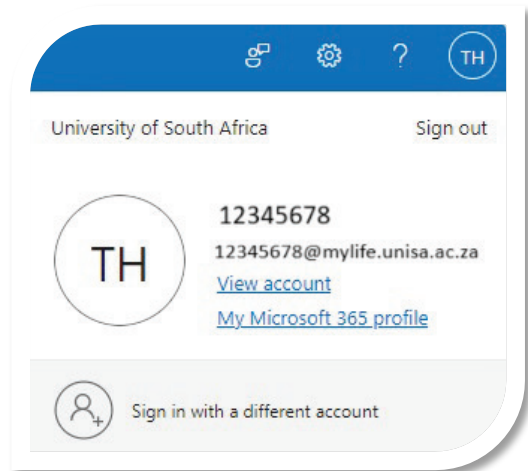 ? TH
University of South Africa Sign out
TH
12345678
12345678@mylife.unisa.ac.za
View account
My Microsoft 365 profile
Sign in with a different account